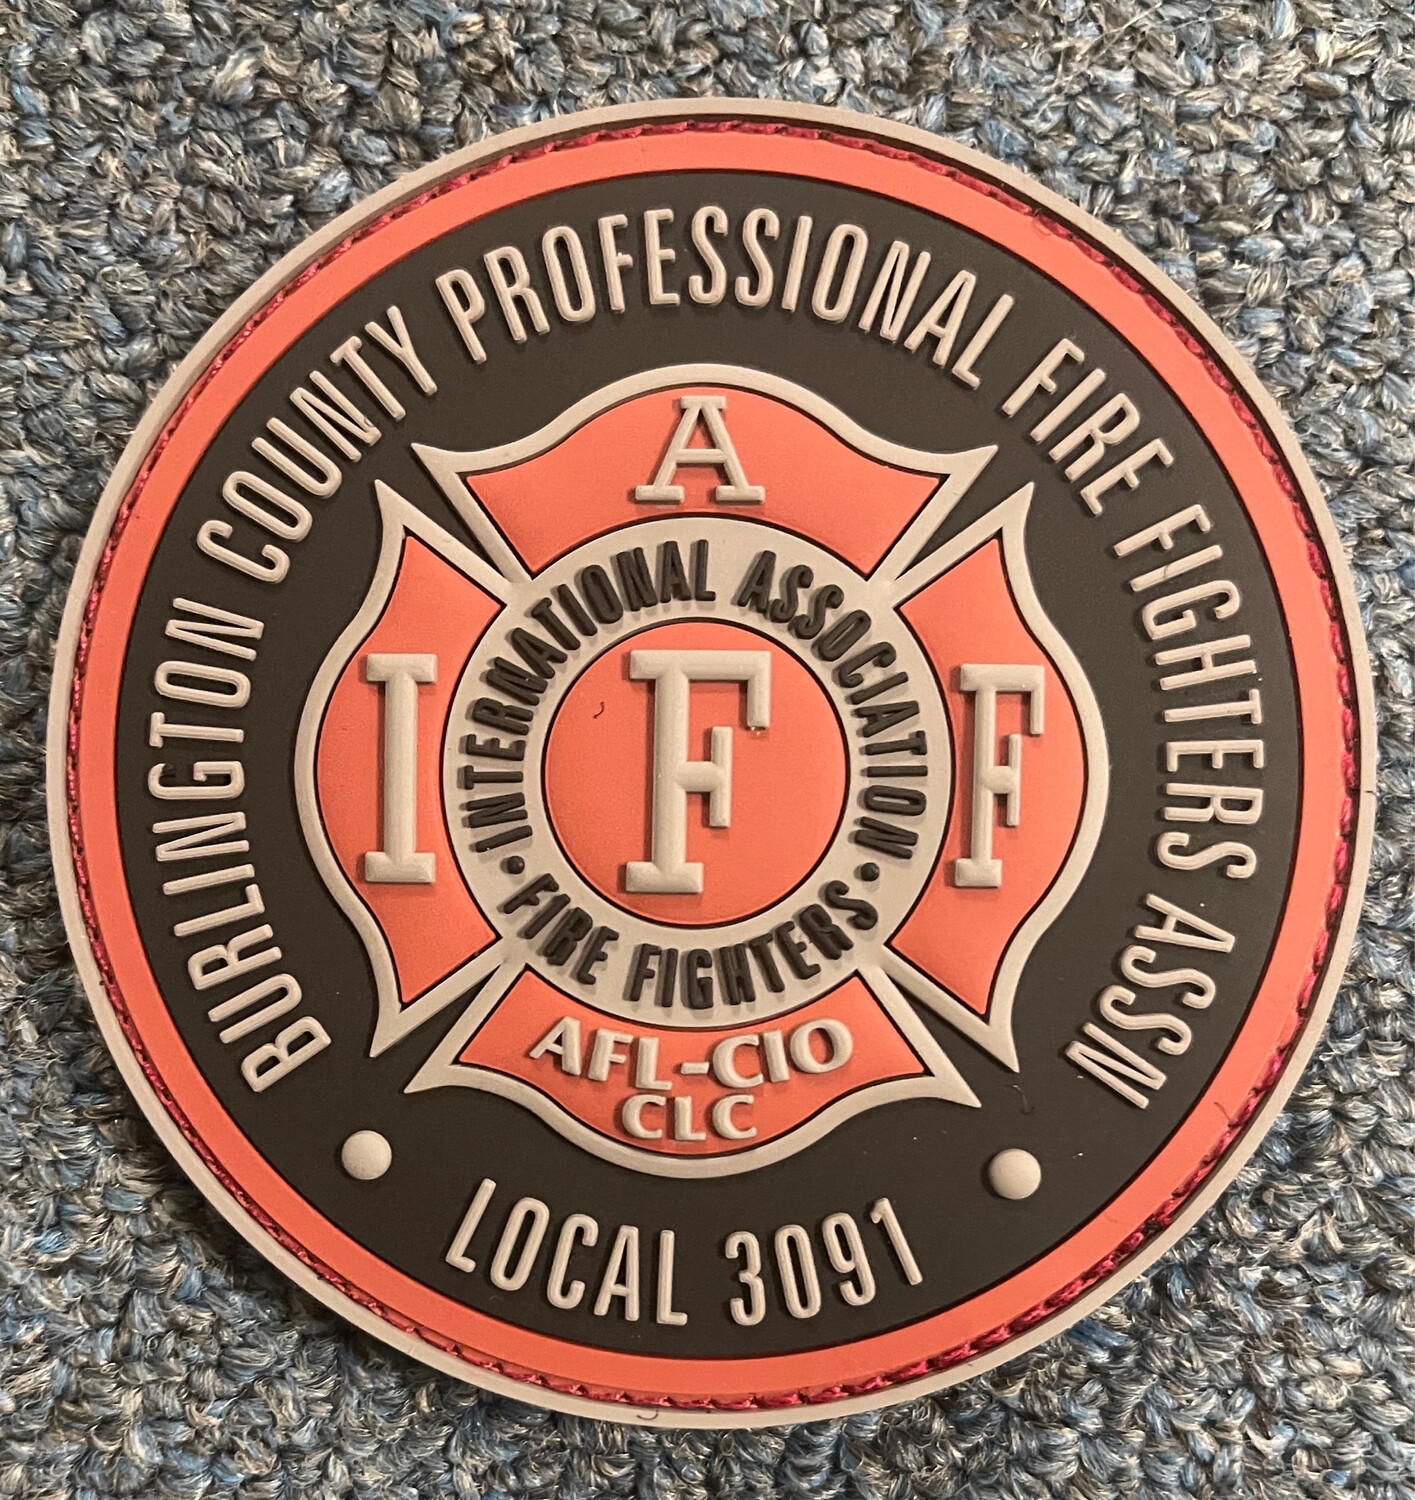 BURLINGTON COUNTY PROFESSIONAL FIRE FIGHTERS ASSN
A
I
F
F
INTERNATIONAL ASSOCIATION
• FIRE FIGHTERS •
AFL-CIO
CLC
• LOCAL 3091 •